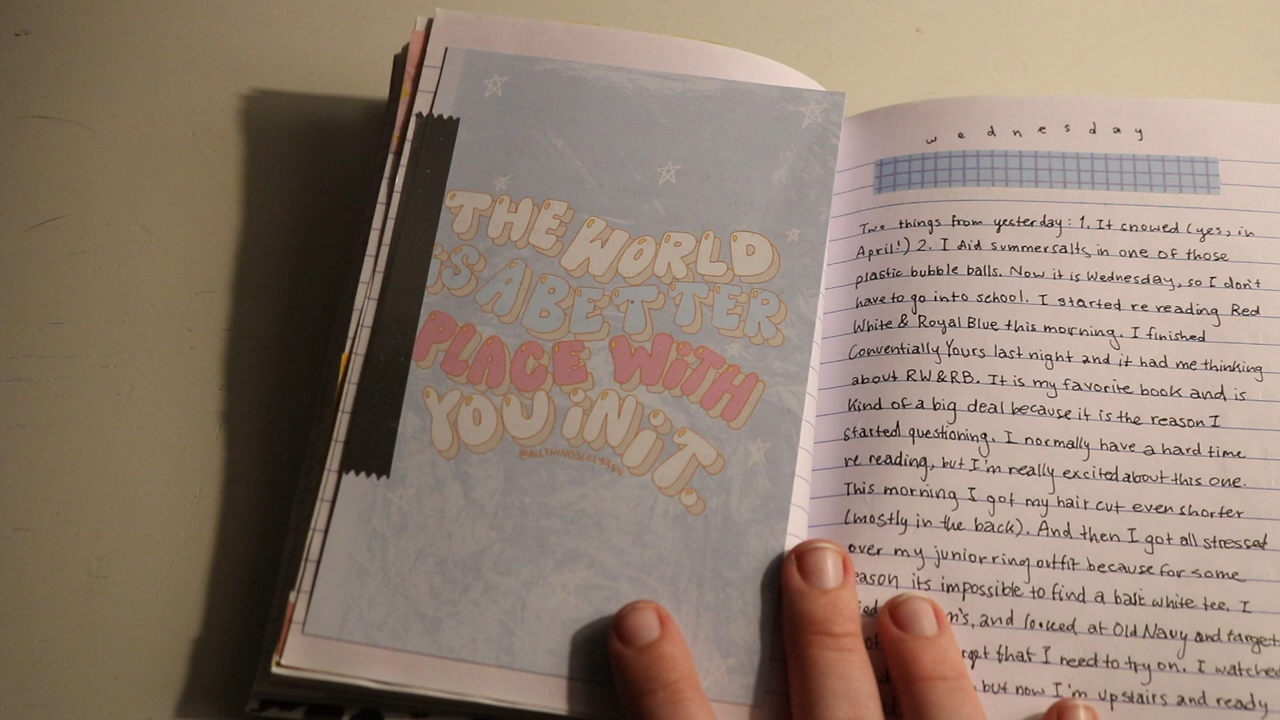 THE WORLD
iS A BETTER
PLACE WiTH
YOU iN iT.
wednesday
Two things from yesterday: 1. It snowed (yes, in
April!) 2. I did summersalts in one of those
plastic bubble balls. Now it is Wednesday, so I don't
have to go into school. I started re reading Red
White & Royal Blue this morning. I finished
Conventially Yours last night and it had me thinking
about RW&RB. It is my favorite book and is
kind of a big deal because it is the reason I
started questioning. I normally have a hard time
re reading, but I'm really excited about this one.
This morning I got my hair cut even shorter
(mostly in the back). And then I got all stressed
over my junior ring outfit because for some
eason its impossible to find a basic white tee. I
and looked at Old Navy and target
that I need to try on. I watched
, but now I'm upstairs and ready